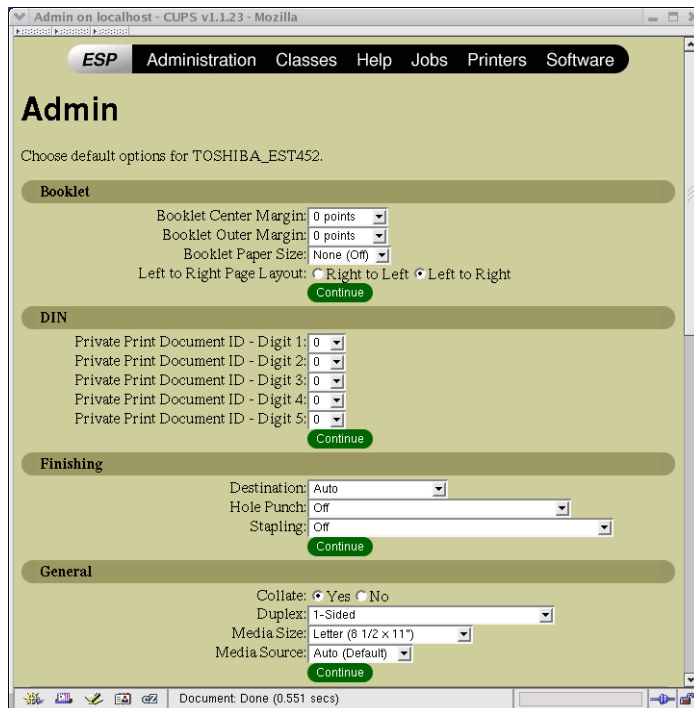 Admin on localhost - CUPS v1.1.23 - Mozilla
ESP Administration Classes Help Jobs Printers Software
Admin
Choose default options for TOSHIBA_EST452.
Booklet
Booklet Center Margin: 0 points
Booklet Outer Margin: 0 points
Booklet Paper Size: None (Off)
Left to Right Page Layout: Right to Left Left to Right
Continue
DIN
Private Print Document ID - Digit 1: 0
Private Print Document ID - Digit 2: 0
Private Print Document ID - Digit 3: 0
Private Print Document ID - Digit 4: 0
Private Print Document ID - Digit 5: 0
Continue
Finishing
Destination: Auto
Hole Punch: Off
Stapling: Off
Continue
General
Collate: Yes No
Duplex: 1-Sided
Media Size: Letter (8 1/2 x 11")
Media Source: Auto (Default)
Continue
Document: Done (0.551 secs)